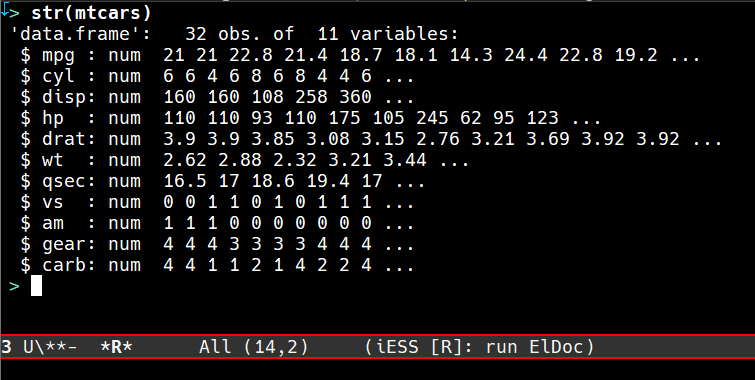 > str(mtcars)
'data.frame':   32 obs. of  11 variables:
 $ mpg : num  21 21 22.8 21.4 18.7 18.1 14.3 24.4 22.8 19.2 ...
 $ cyl : num  6 6 4 6 8 6 8 4 4 6 ...
 $ disp: num  160 160 108 258 360 ...
 $ hp  : num  110 110 93 110 175 105 245 62 95 123 ...
 $ drat: num  3.9 3.9 3.85 3.08 3.15 2.76 3.21 3.69 3.92 3.92 ...
 $ wt  : num  2.62 2.88 2.32 3.21 3.44 ...
 $ qsec: num  16.5 17 18.6 19.4 17 ...
 $ vs  : num  0 0 1 1 0 1 0 1 1 1 ...
 $ am  : num  1 1 1 0 0 0 0 0 0 0 ...
 $ gear: num  4 4 4 3 3 3 3 4 4 4 ...
 $ carb: num  4 4 1 1 2 1 4 2 2 4 ...
>
3 U\**-  *R*      All (14,2)     (iESS [R]: run ElDoc)